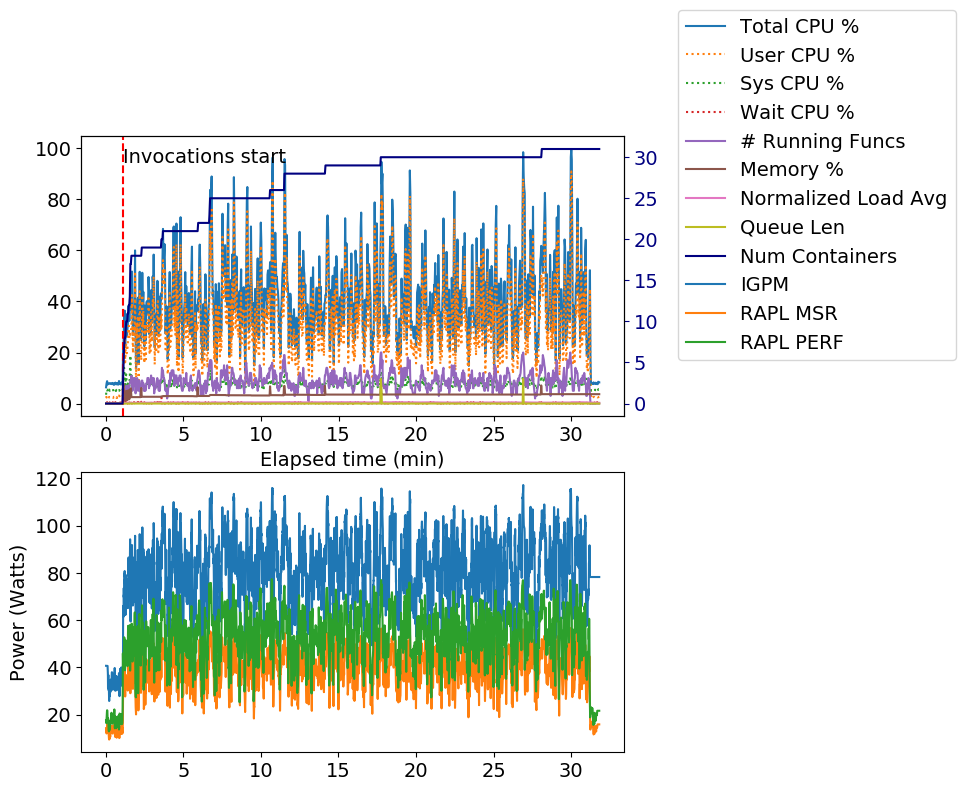 Total CPU %
User CPU %
Sys CPU %
Wait CPU %
# Running Funcs
Memory %
Normalized Load Avg
Queue Len
Num Containers
IGPM
RAPL MSR
RAPL PERF
Invocations start
100
80
60
40
20
0
30
25
20
15
10
5
0
0 5 10 15 20 25 30
Elapsed time (min)
Power (Watts)
120
100
80
60
40
20
0 5 10 15 20 25 30